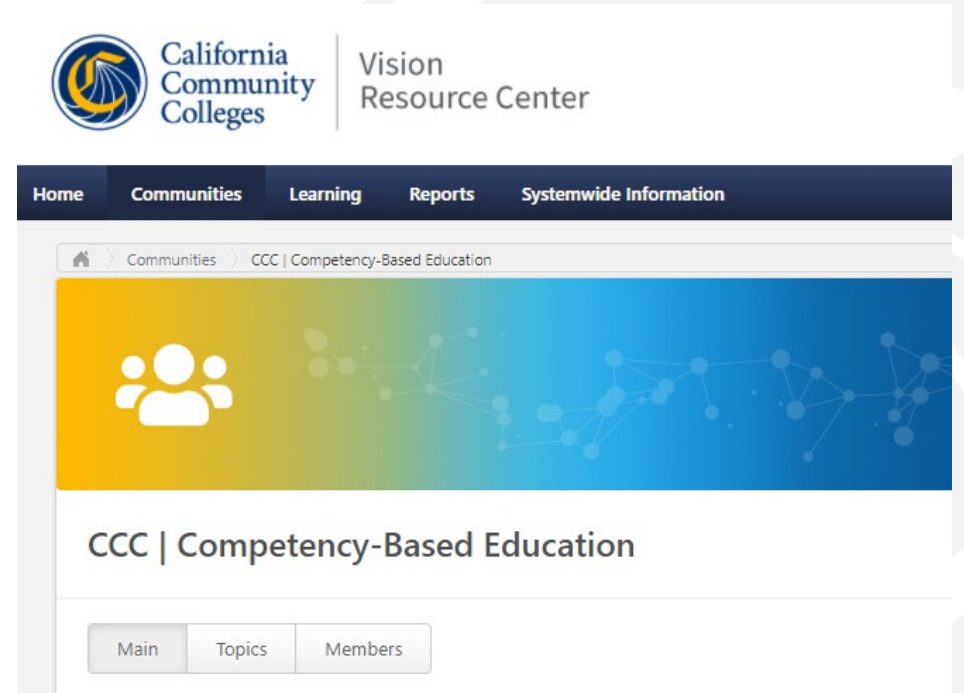 California
Community
Colleges
Vision
Resource Center
Home Communities Learning Reports Systemwide Information
Communities CCC | Competency-Based Education
CCC | Competency-Based Education
Main Topics Members